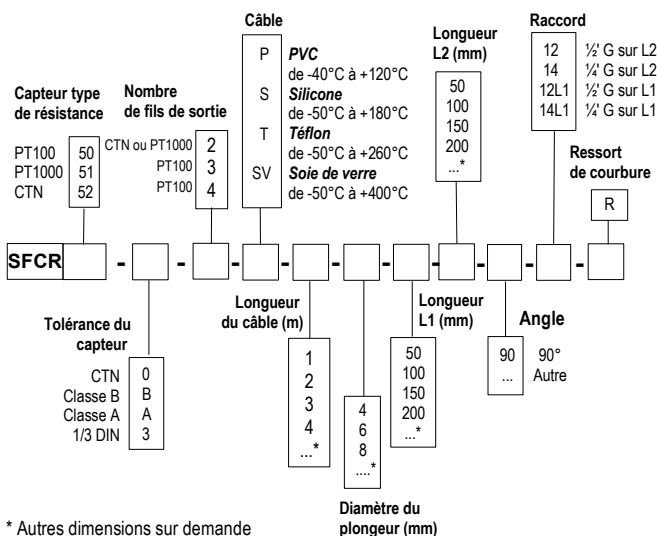 Câble
P PVC
de -40°C à +120°C
S Silicone
de -50°C à +180°C
T Téflon
de -50°C à +260°C
SV Soie de verre
de -50°C à +400°C
Longueur
L2 (mm)
50
100
150
200
...*
Raccord
12 ½' G sur L2
14 ¼' G sur L2
12L1 ½' G sur L1
14L1 ¼' G sur L1
Capteur type
de résistance
PT100 50
PT1000 51
CTN 52
Nombre
de fils de sortie
CTN ou PT1000 2
PT100 3
PT100 4
Ressort
de courbure
R
SFCR - - - - - - - - - -
Tolérance du
capteur
CTN 0
Classe B B
Classe A A
1/3 DIN 3
Longueur
du câble (m)
1
2
3
4
...*
4
6
8
....*
Diamètre du
plongeur (mm)
Longueur
L1 (mm)
50
100
150
200
...*
Angle
90 90°
... Autre
* Autres dimensions sur demande